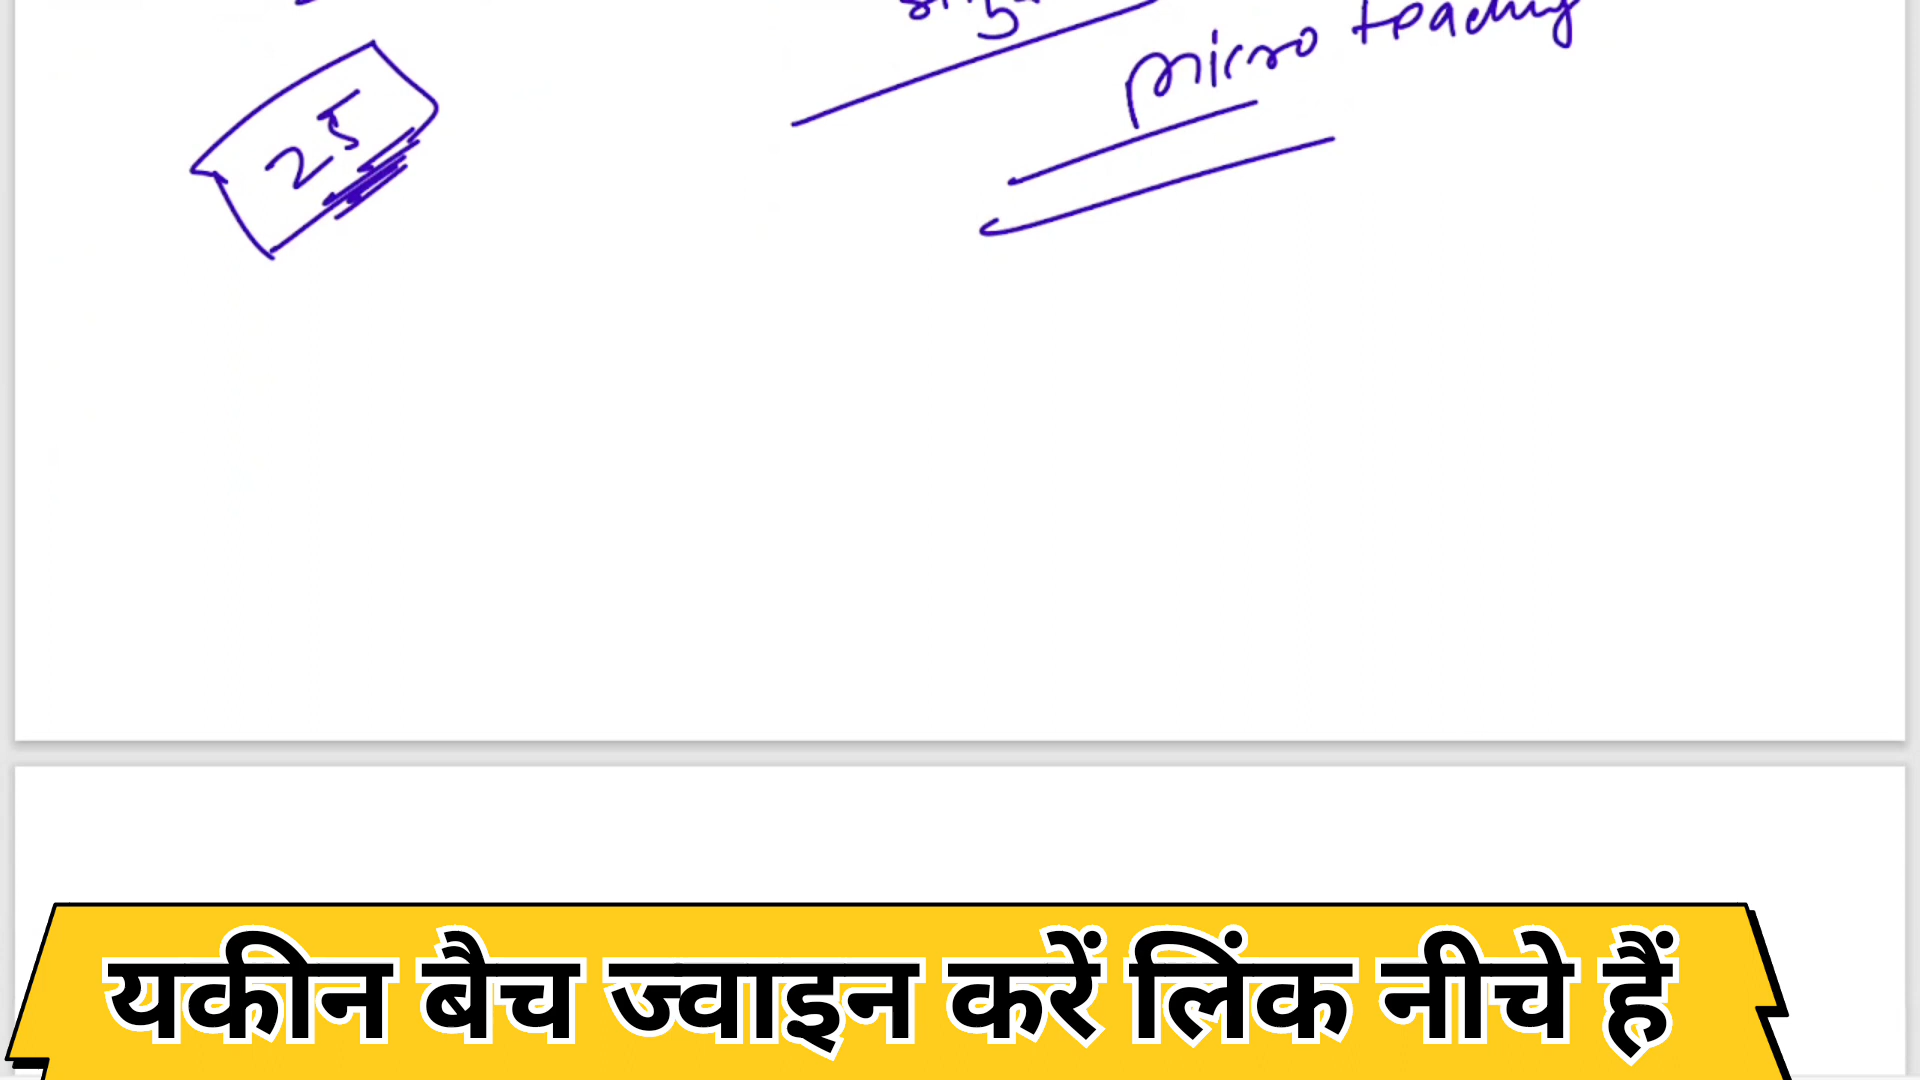 micro teaching
25
यकीन बैच ज्वाइन करें लिंक नीचे हैं